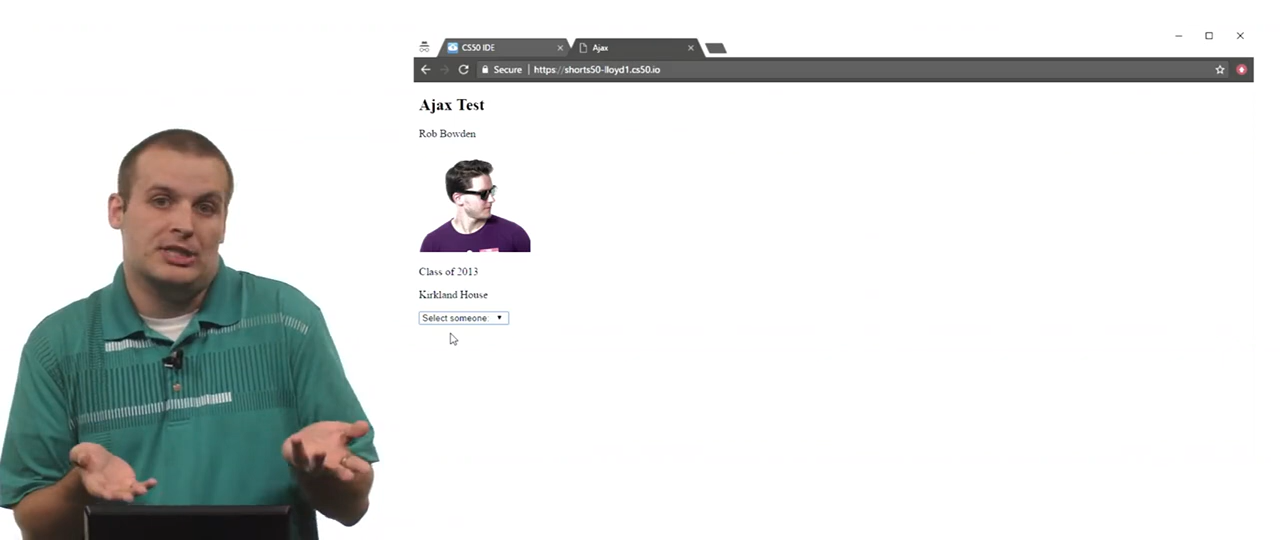 CS50 IDE
Ajax
Secure
https://shorts50-lloyd1.cs50.io
Ajax Test
Rob Bowden
Class of 2013
Kirkland House
Select someone: